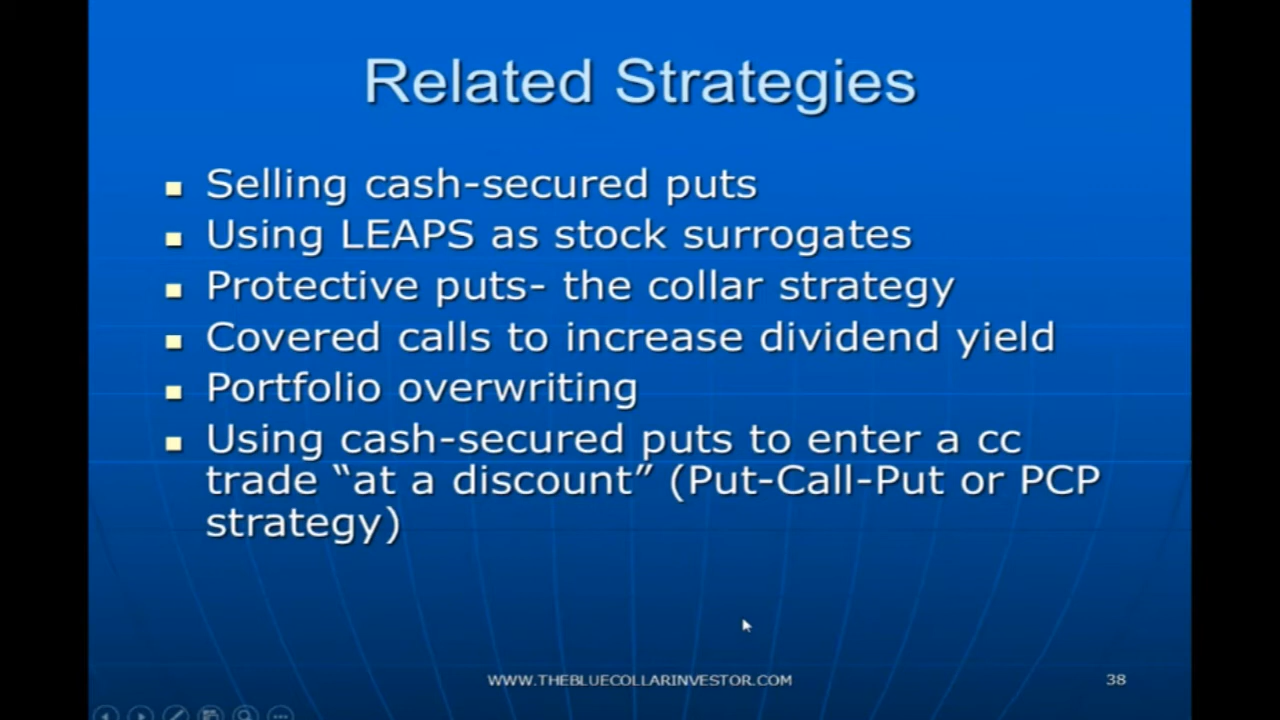 Related Strategies
Selling cash-secured puts
Using LEAPS as stock surrogates
Protective puts- the collar strategy
Covered calls to increase dividend yield
Portfolio overwriting
Using cash-secured puts to enter a cc
trade “at a discount” (Put-Call-Put or PCP
strategy)
WWW.THEBLUECOLLARINVESTOR.COM
38